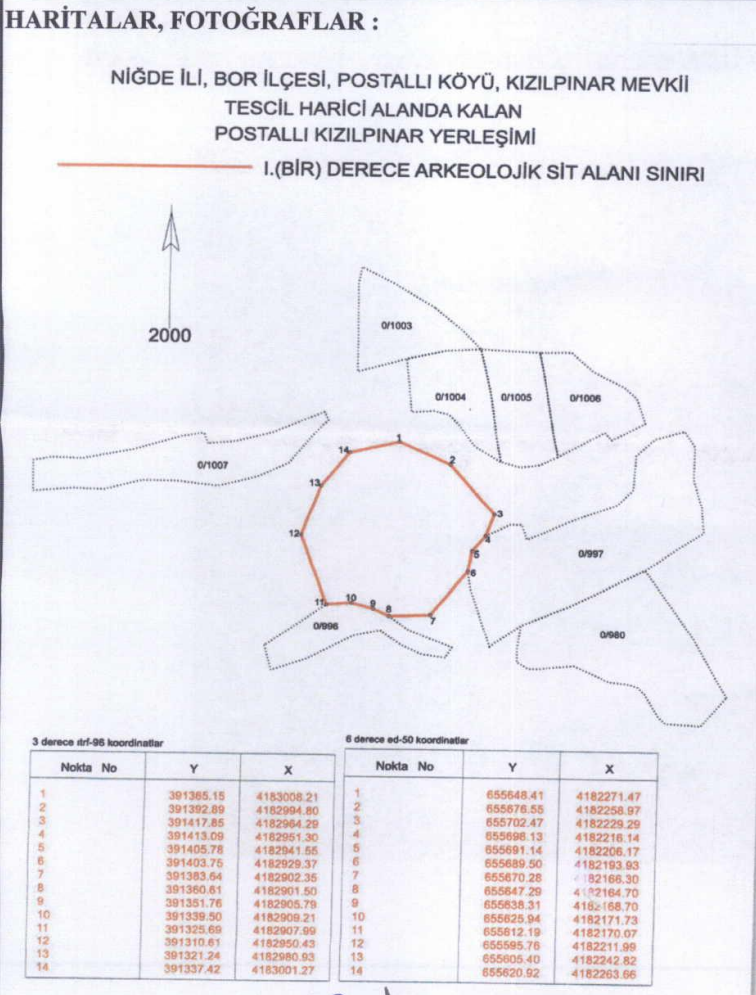 HARİTALAR, FOTOĞRAFLAR :
NİĞDE İLİ, BOR İLÇESİ, POSTALLI KÖYÜ, KIZILPINAR MEVKİİ
TESCİL HARİCİ ALANDA KALAN
POSTALLI KIZILPINAR YERLEŞİMİ
I.(BİR) DERECE ARKEOLOJİK SİT ALANI SINIRI
2000
0/1003
0/1004 0/1005 0/1006
0/1007
14 1 2
13
3
12 4
5
0/997
6
11 10 9 8 7
0/996
0/980
3 derece ıtrf-96 koordinatlar
Nokta No Y X
1 391365.15 4183008.21
2 391392.89 4182994.80
3 391417.85 4182964.29
4 391413.09 4182951.30
5 391405.78 4182941.55
6 391403.75 4182929.37
7 391383.54 4182902.35
8 391360.61 4182901.50
9 391351.76 4182905.79
10 391339.50 4182909.21
11 391325.69 4182907.99
12 391310.61 4182950.43
13 391321.24 4182980.93
14 391337.42 4183001.27
6 derece ed-50 koordinatlar
Nokta No Y X
1 655648.41 4182271.47
2 655676.55 4182258.97
3 655702.47 4182229.29
4 655698.13 4182216.14
5 655691.14 4182206.17
6 655689.50 4182193.93
7 655670.28 4182166.30
8 655647.29 4182164.70
9 655638.31 4182168.70
10 655625.94 4182171.73
11 655612.19 4182170.07
12 655595.76 4182211.99
13 655605.40 4182242.82
14 655620.92 4182263.66